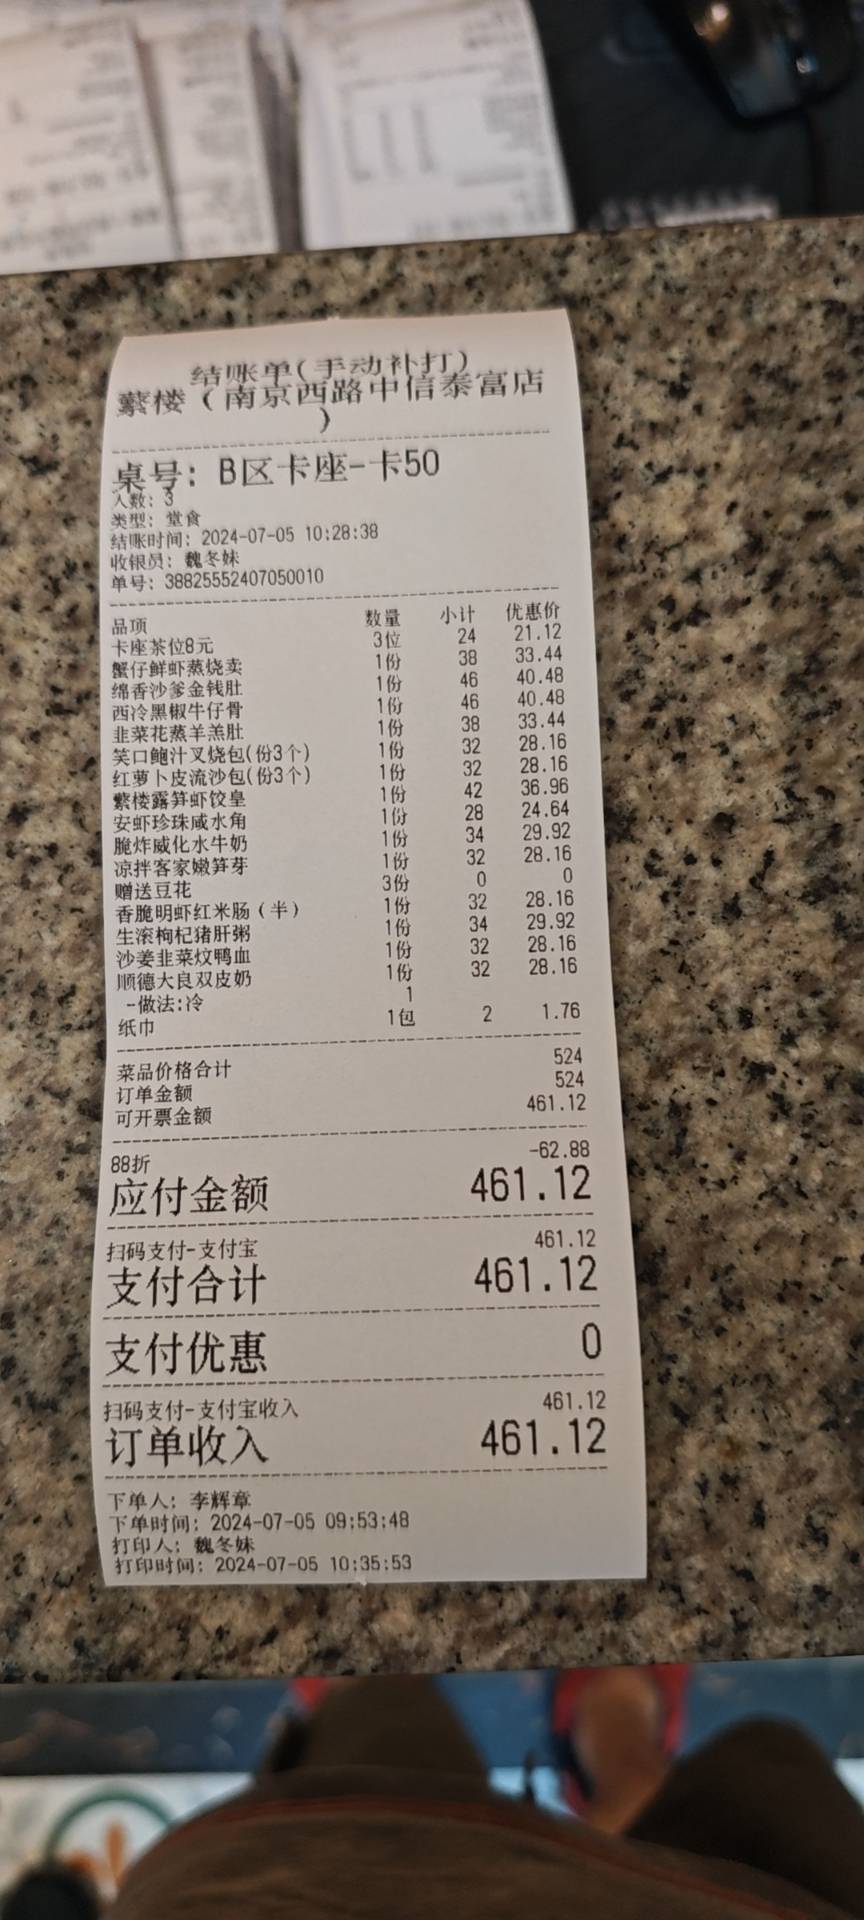 结账单(手动补打)
蘩楼(南京西路中信泰富店
)
桌号: B区卡座-卡50
人数: 3
类型: 堂食
结账时间: 2024-07-05 10:28:38
收银员: 魏冬妹
单号: 38825552407050010
品项 数量 小计 优惠价
卡座茶位8元 3位 24 21.12
蟹仔鲜虾蒸烧卖 1份 38 33.44
绵香沙爹金钱肚 1份 46 40.48
西冷黑椒牛仔骨 1份 46 40.48
韭菜花蒸羊羔肚 1份 38 33.44
笑口鲍汁叉烧包(份3个) 1份 32 28.16
红萝卜皮流沙包(份3个) 1份 32 28.16
蘩楼露笋虾饺皇 1份 42 36.96
安虾珍珠咸水角 1份 28 24.64
脆炸威化水牛奶 1份 34 29.92
凉拌客家嫩笋芽 1份 32 28.16
赠送豆花 3份 0 0
香脆明虾红米肠(半) 1份 32 28.16
生滚枸杞猪肝粥 1份 34 29.92
沙姜韭菜炆鸭血 1份 32 28.16
顺德大良双皮奶 1份 32 28.16
-做法:冷 1
纸巾 1包 2 1.76
菜品价格合计 524
订单金额 524
可开票金额 461.12
88折 -62.88
应付金额 461.12
扫码支付-支付宝 461.12
支付合计 461.12
支付优惠 0
扫码支付-支付宝收入 461.12
订单收入 461.12
下单人: 李辉章
下单时间: 2024-07-05 09:53:48
打印人: 魏冬妹
打印时间: 2024-07-05 10:35:53